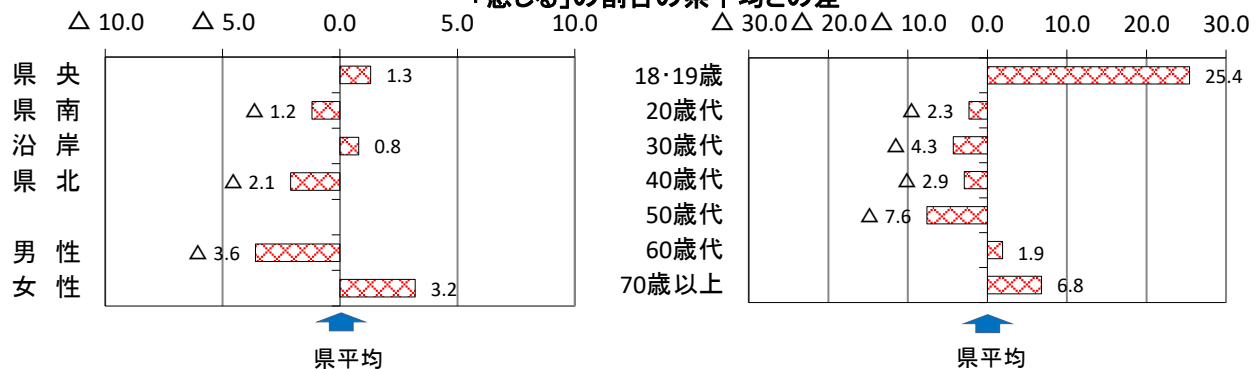 「感じる」の割合の県平均との差
△ 10.0 △ 5.0 0.0 5.0 10.0
県 央 1.3
県 南 △ 1.2
沿 岸 0.8
県 北 △ 2.1
男 性 △ 3.6
女 性 3.2
県平均
△ 30.0 △ 20.0 △ 10.0 0.0 10.0 20.0 30.0
18・19歳 25.4
20歳代 △ 2.3
30歳代 △ 4.3
40歳代 △ 2.9
50歳代 △ 7.6
60歳代 1.9
70歳以上 6.8
県平均